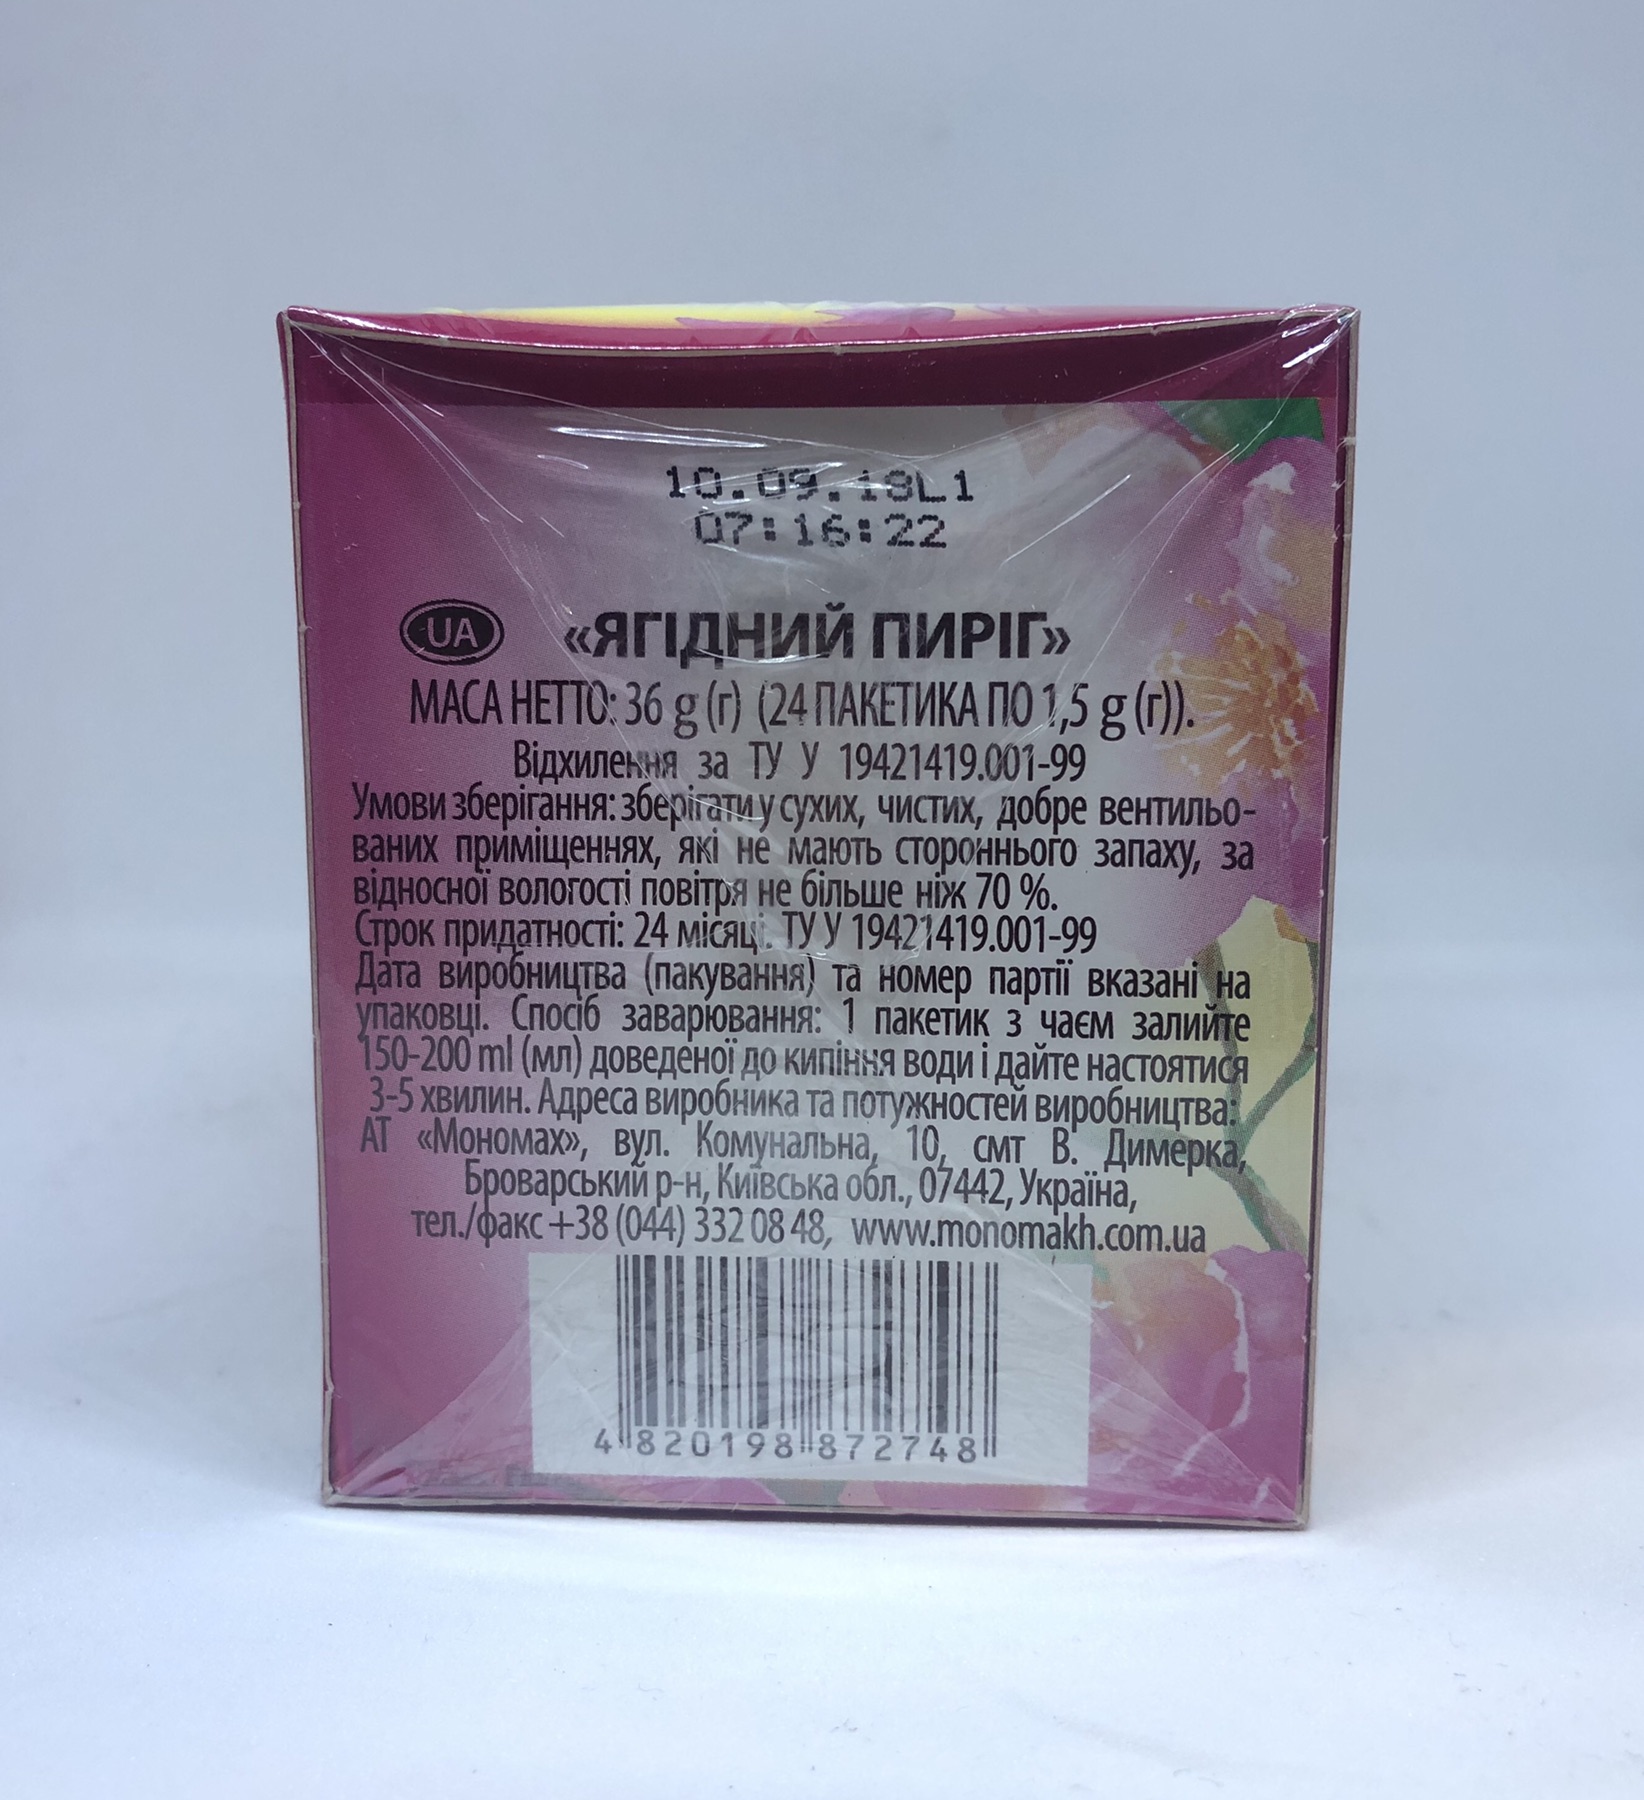 10.09.18L1
07:16:22
UA «ЯГІДНИЙ ПИРІГ»
МАСА НЕТТО: 36 g (г) (24 ПАКЕТИКА ПО 1,5 g (г)).
Відхилення за ТУ У 19421419.001-99
Умови зберігання: зберігати у сухих, чистих, добре вентильо-
ваних приміщеннях, які не мають стороннього запаху, за
відносної вологості повітря не більше ніж 70 %.
Строк придатності: 24 місяці. ТУ У 19421419.001-99
Дата виробництва (пакування) та номер партії вказані на
упаковці. Спосіб заварювання: 1 пакетик з чаєм залийте
150-200 ml (мл) доведеної до кипіння води і дайте настоятися
3-5 хвилин. Адреса виробника та потужностей виробництва:
АТ «Мономах», вул. Комунальна, 10, смт В. Димерка,
Броварський р-н, Київська обл., 07442, Україна,
тел./факс +38 (044) 332 08 48, www.monomakh.com.ua
4 820198 872748